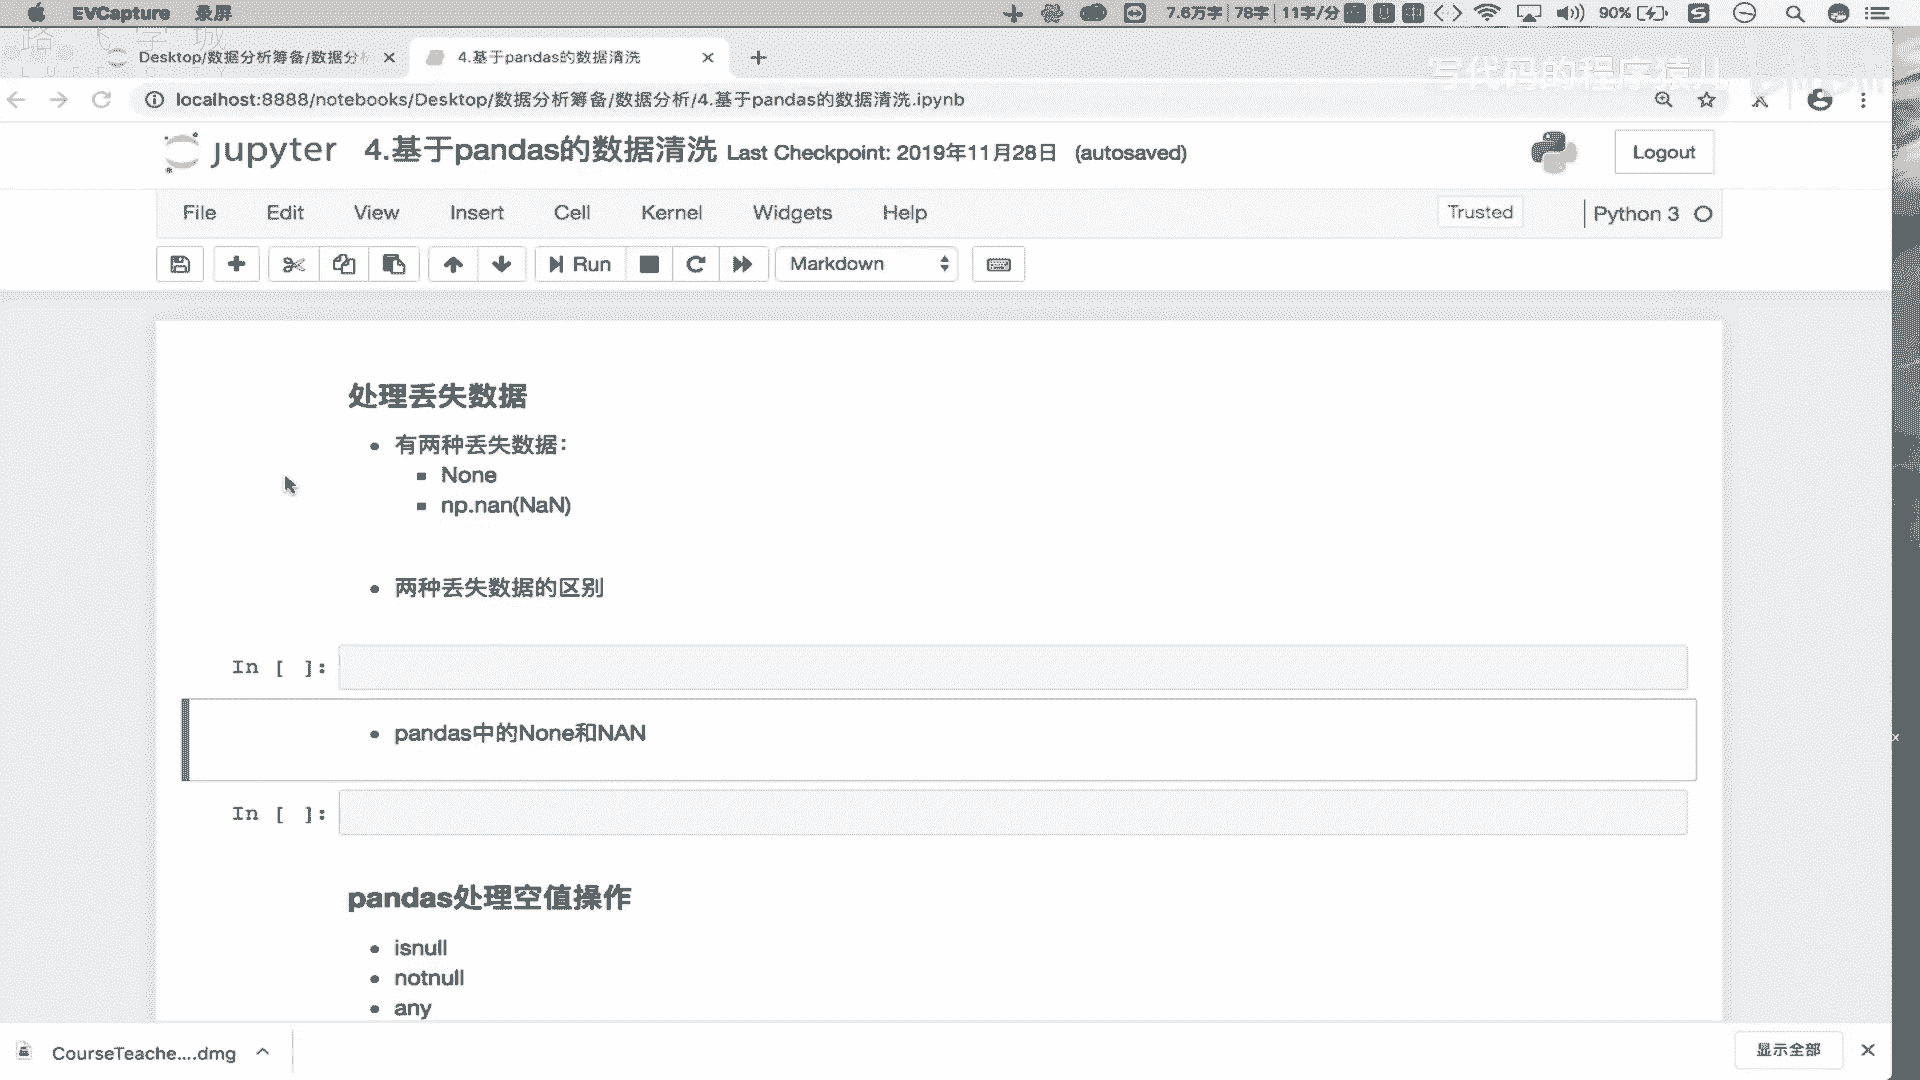 EVCapture 录屏
7.6万字 78字 11字/分 90%
Desktop/数据分析筹备/数据分析
4.基于pandas的数据清洗
写代码的程序猿儿
localhost:8888/notebooks/Desktop/数据分析筹备/数据分析/4.基于pandas的数据清洗.ipynb
jupyter 4.基于pandas的数据清洗 Last Checkpoint: 2019年11月28日 (autosaved)
Logout
File Edit View Insert Cell Kernel Widgets Help
Trusted Python 3
Run Markdown
处理丢失数据
有两种丢失数据：
None
np.nan(NaN)
两种丢失数据的区别
In [ ]:
pandas中的None和NAN
In [ ]:
pandas处理空值操作
isnull
notnull
any
CourseTeache....dmg
显示全部